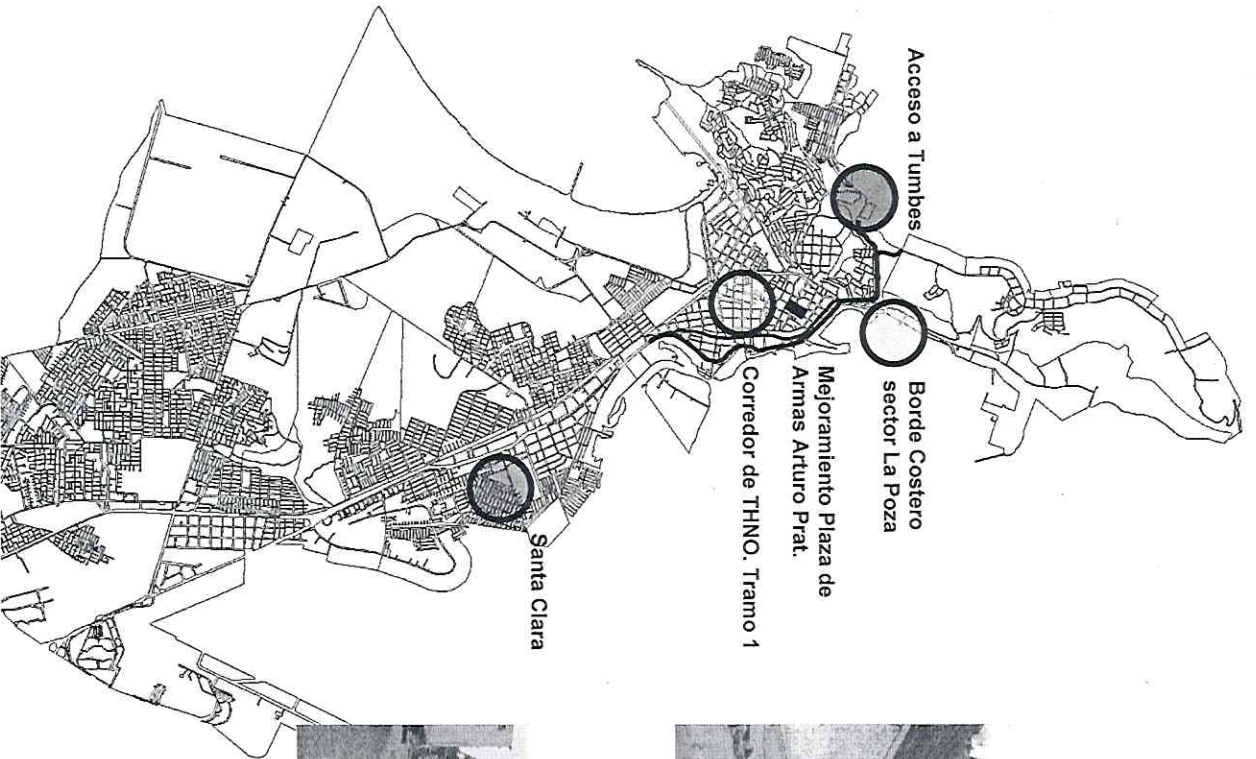 Acceso a Tumbes
Borde Costero
sector La Poza
Mejoramiento Plaza de
Armas Arturo Prat.
Corredor de THNO. Tramo 1
Santa Clara